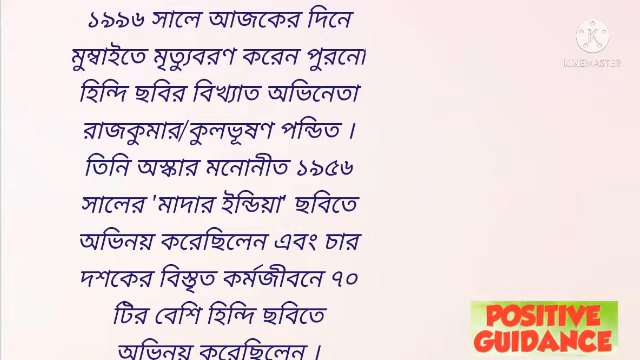 ১৯৯৬ সালে আজকের দিনে
মুম্বাইতে মৃত্যুবরণ করেন পুরনো
হিন্দি ছবির বিখ্যাত অভিনেতা
রাজকুমার/কুলভূষণ পন্ডিত ।
তিনি অস্কার মনোনীত ১৯৫৬
সালের 'মাদার ইন্ডিয়া' ছবিতে
অভিনয় করেছিলেন এবং চার
দশকের বিস্তৃত কর্মজীবনে ৭০
টির বেশি হিন্দি ছবিতে
অভিনয় করেছিলেন ।
K
KINEMASTER
POSITIVE
GUIDANCE